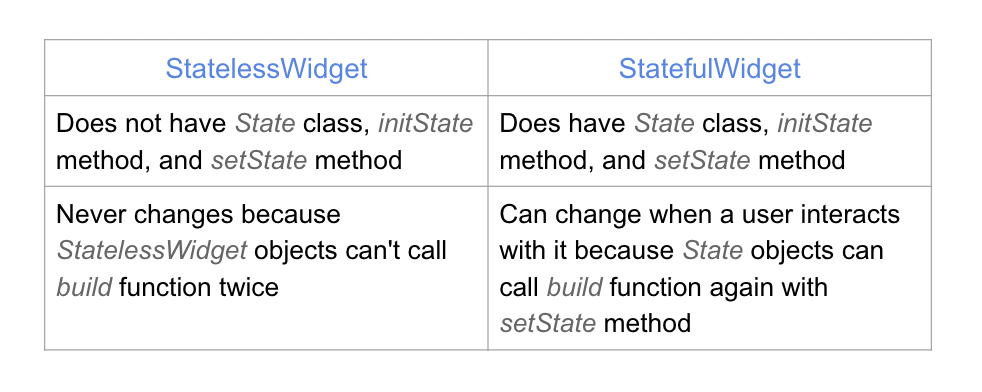 StatelessWidget
StatefulWidget
Does not have State class, initState
method, and setState method
Does have State class, initState
method, and setState method
Never changes because
StatelessWidget objects can't call
build function twice
Can change when a user interacts
with it because State objects can
call build function again with
setState method